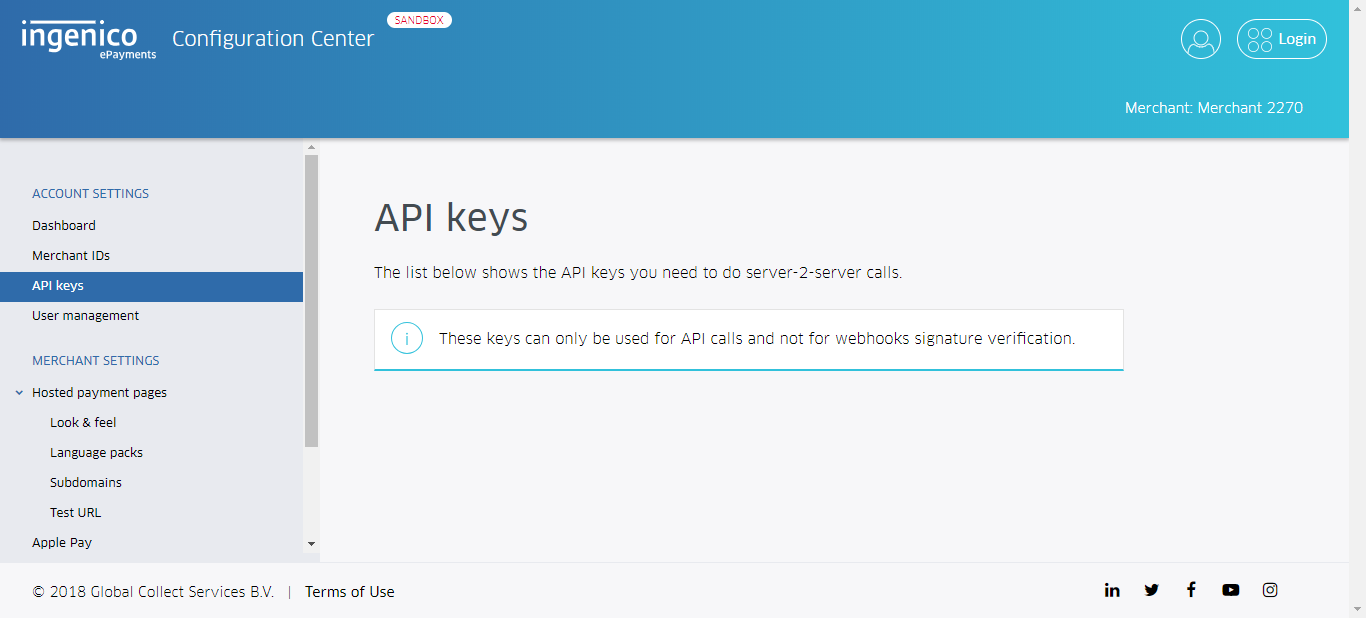 ingenico
ePayments
Configuration Center
SANDBOX
Login
Merchant: Merchant 2270
ACCOUNT SETTINGS
Dashboard
Merchant IDs
API keys
User management
MERCHANT SETTINGS
Hosted payment pages
Look & feel
Language packs
Subdomains
Test URL
Apple Pay
API keys
The list below shows the API keys you need to do server-2-server calls.
These keys can only be used for API calls and not for webhooks signature verification.
© 2018 Global Collect Services B.V. | Terms of Use